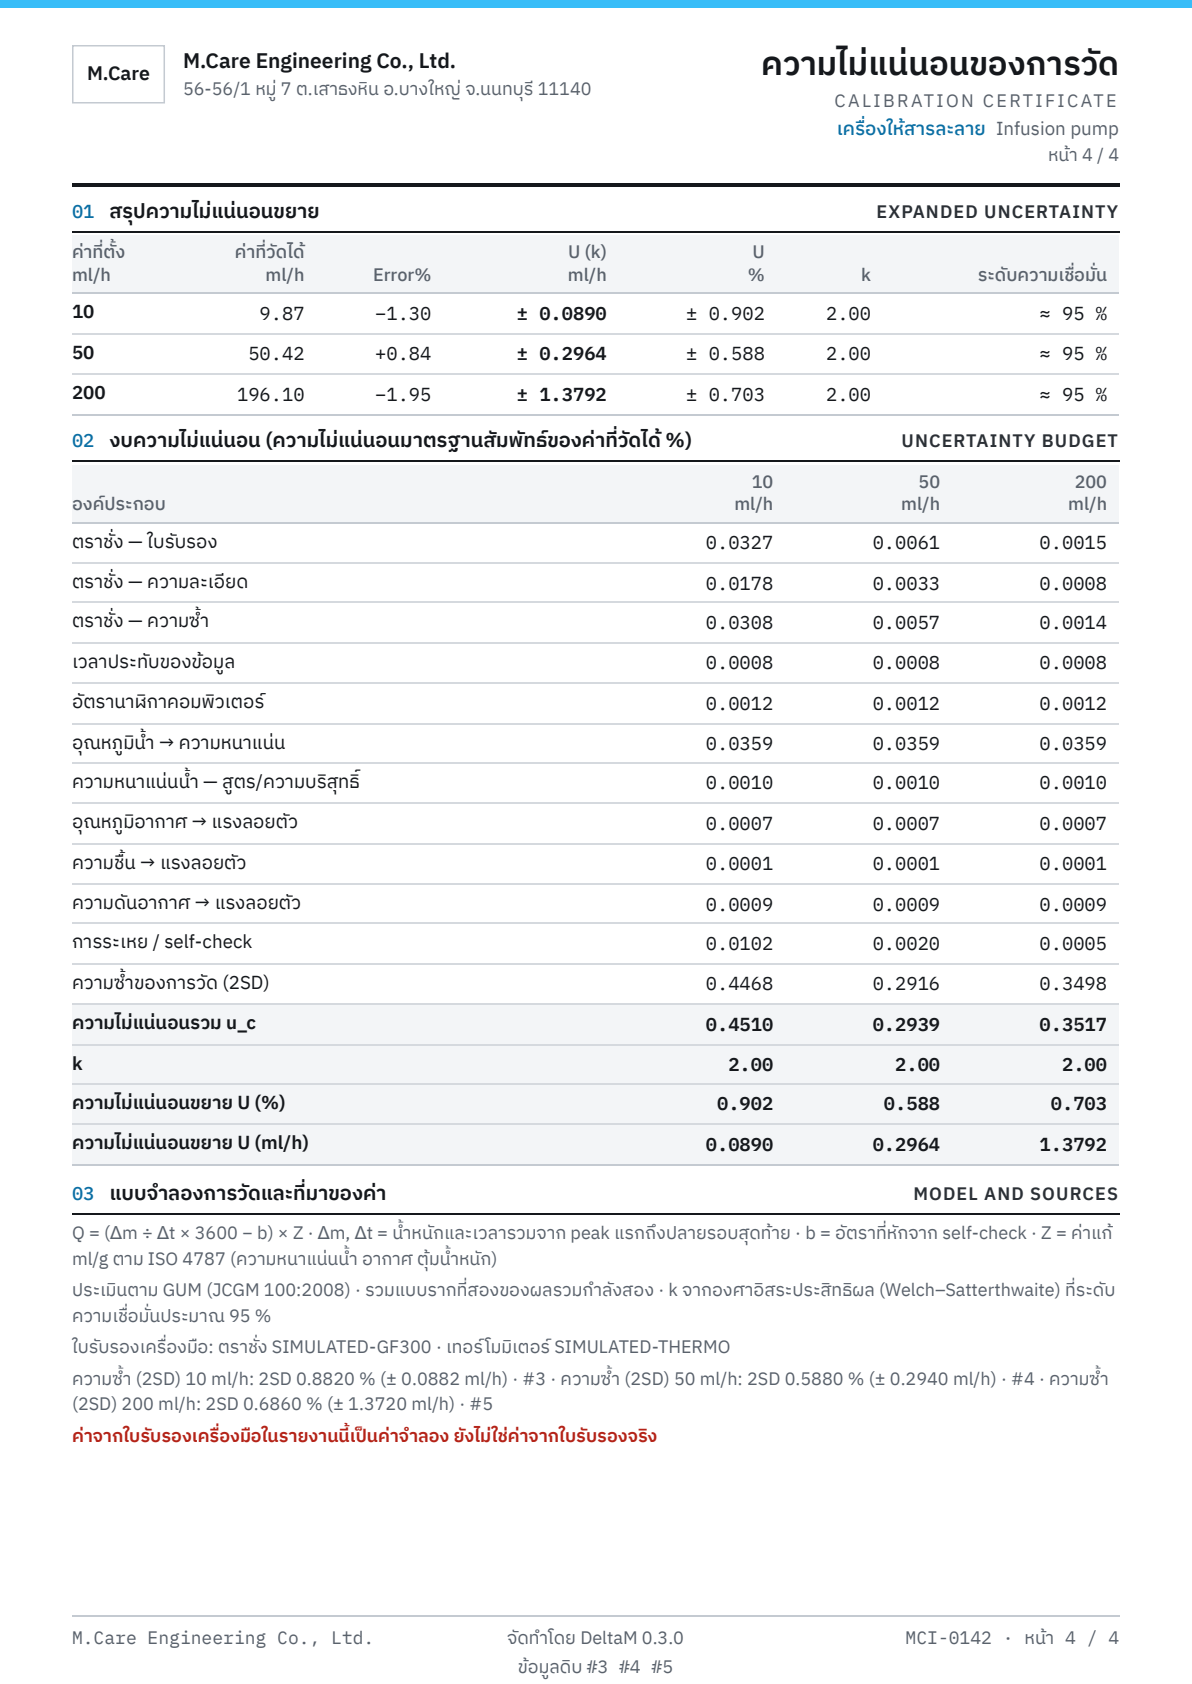 M.Care
M.Care Engineering Co., Ltd.
56-56/1 หมู่ 7 ต.เสาธงหิน อ.บางใหญ่ จ.นนทบุรี 11140
ความไม่แน่นอนของการวัด
CALIBRATION CERTIFICATE
เครื่องให้สารละลาย Infusion pump
หน้า 4 / 4
01 สรุปความไม่แน่นอนขยาย EXPANDED UNCERTAINTY
ค่าที่ตั้ง ค่าที่วัดได้ U (k) U
ml/h ml/h Error% ml/h % k ระดับความเชื่อมั่น
10 9.87 −1.30 ± 0.0890 ± 0.902 2.00 ≈ 95 %
50 50.42 +0.84 ± 0.2964 ± 0.588 2.00 ≈ 95 %
200 196.10 −1.95 ± 1.3792 ± 0.703 2.00 ≈ 95 %
02 งบความไม่แน่นอน (ความไม่แน่นอนมาตรฐานสัมพัทธ์ของค่าที่วัดได้ %) UNCERTAINTY BUDGET
10 50 200
องค์ประกอบ ml/h ml/h ml/h
ตราชั่ง — ใบรับรอง 0.0327 0.0061 0.0015
ตราชั่ง — ความละเอียด 0.0178 0.0033 0.0008
ตราชั่ง — ความซ้ำ 0.0308 0.0057 0.0014
เวลาประทับของข้อมูล 0.0008 0.0008 0.0008
อัตรานาฬิกาคอมพิวเตอร์ 0.0012 0.0012 0.0012
อุณหภูมิน้ำ → ความหนาแน่น 0.0359 0.0359 0.0359
ความหนาแน่นน้ำ — สูตร/ความบริสุทธิ์ 0.0010 0.0010 0.0010
อุณหภูมิอากาศ → แรงลอยตัว 0.0007 0.0007 0.0007
ความชื้น → แรงลอยตัว 0.0001 0.0001 0.0001
ความดันอากาศ → แรงลอยตัว 0.0009 0.0009 0.0009
การระเหย / self-check 0.0102 0.0020 0.0005
ความซ้ำของการวัด (2SD) 0.4468 0.2916 0.3498
ความไม่แน่นอนรวม u_c 0.4510 0.2939 0.3517
k 2.00 2.00 2.00
ความไม่แน่นอนขยาย U (%) 0.902 0.588 0.703
ความไม่แน่นอนขยาย U (ml/h) 0.0890 0.2964 1.3792
03 แบบจำลองการวัดและที่มาของค่า MODEL AND SOURCES
Q = (Δm ÷ Δt × 3600 − b) × Z · Δm, Δt = น้ำหนักและเวลารวมจาก peak แรกถึงปลายรอบสุดท้าย · b = อัตราที่หักจาก self-check · Z = ค่าแก้
ml/g ตาม ISO 4787 (ความหนาแน่นน้ำ อากาศ ตุ้มน้ำหนัก)
ประเมินตาม GUM (JCGM 100:2008) · รวมแบบรากที่สองของผลรวมกำลังสอง · k จากองศาอิสระประสิทธิผล (Welch–Satterthwaite) ที่ระดับ
ความเชื่อมั่นประมาณ 95 %
ใบรับรองเครื่องมือ: ตราชั่ง SIMULATED-GF300 · เทอร์โมมิเตอร์ SIMULATED-THERMO
ความซ้ำ (2SD) 10 ml/h: 2SD 0.8820 % (± 0.0882 ml/h) · #3 · ความซ้ำ (2SD) 50 ml/h: 2SD 0.5880 % (± 0.2940 ml/h) · #4 · ความซ้ำ
(2SD) 200 ml/h: 2SD 0.6860 % (± 1.3720 ml/h) · #5
ค่าจากใบรับรองเครื่องมือในรายงานนี้เป็นค่าจำลอง ยังไม่ใช่ค่าจากใบรับรองจริง
M.Care Engineering Co., Ltd. จัดทำโดย DeltaM 0.3.0 MCI-0142 · หน้า 4 / 4
ข้อมูลดิบ #3 #4 #5